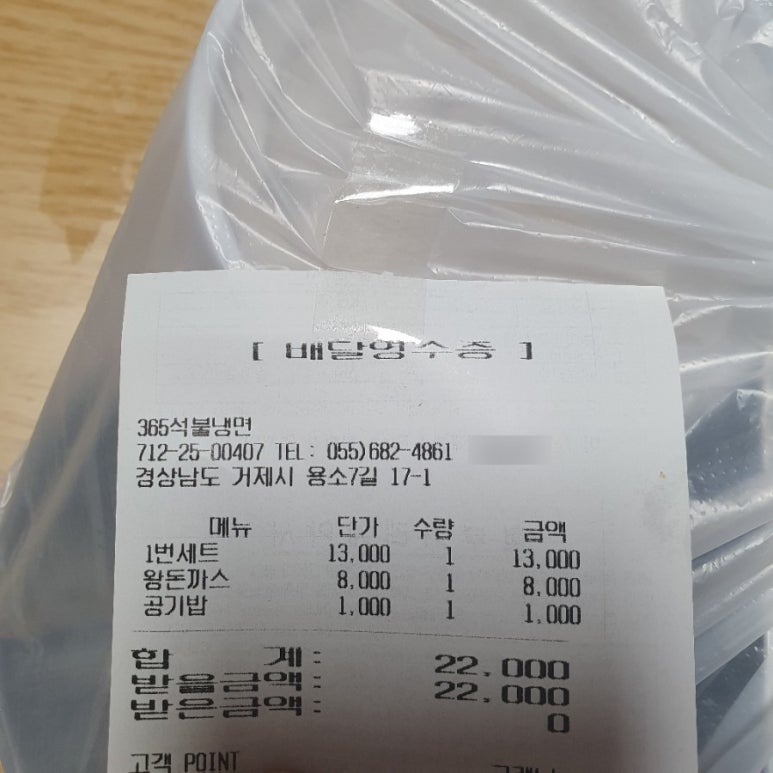 [ 배달영수증 ]
365석불냉면
712-25-00407 TEL: 055)682-4861
경상남도 거제시 용소7길 17-1
메뉴 단가 수량 금액
1번세트 13,000 1 13,000
왕돈까스 8,000 1 8,000
공기밥 1,000 1 1,000
합 계: 22,000
받을금액: 22,000
받은금액: 0
고객 POINT